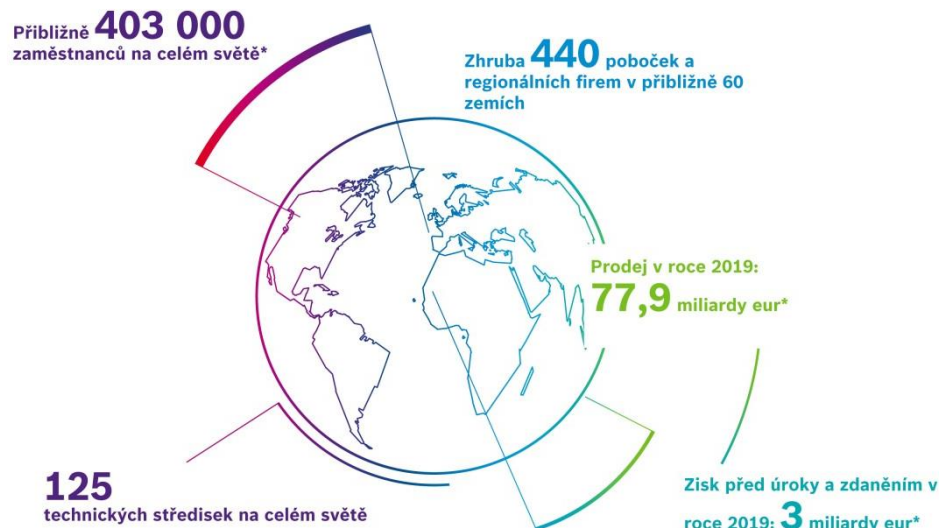 Přibližně 403 000
zaměstnanců na celém světě*
Zhruba 440 poboček a
regionálních firem v přibližně 60
zemích
Prodej v roce 2019:
77,9 miliardy eur*
125
technických středisek na celém světě
Zisk před úroky a zdaněním v
roce 2019: 3 miliardy eur*